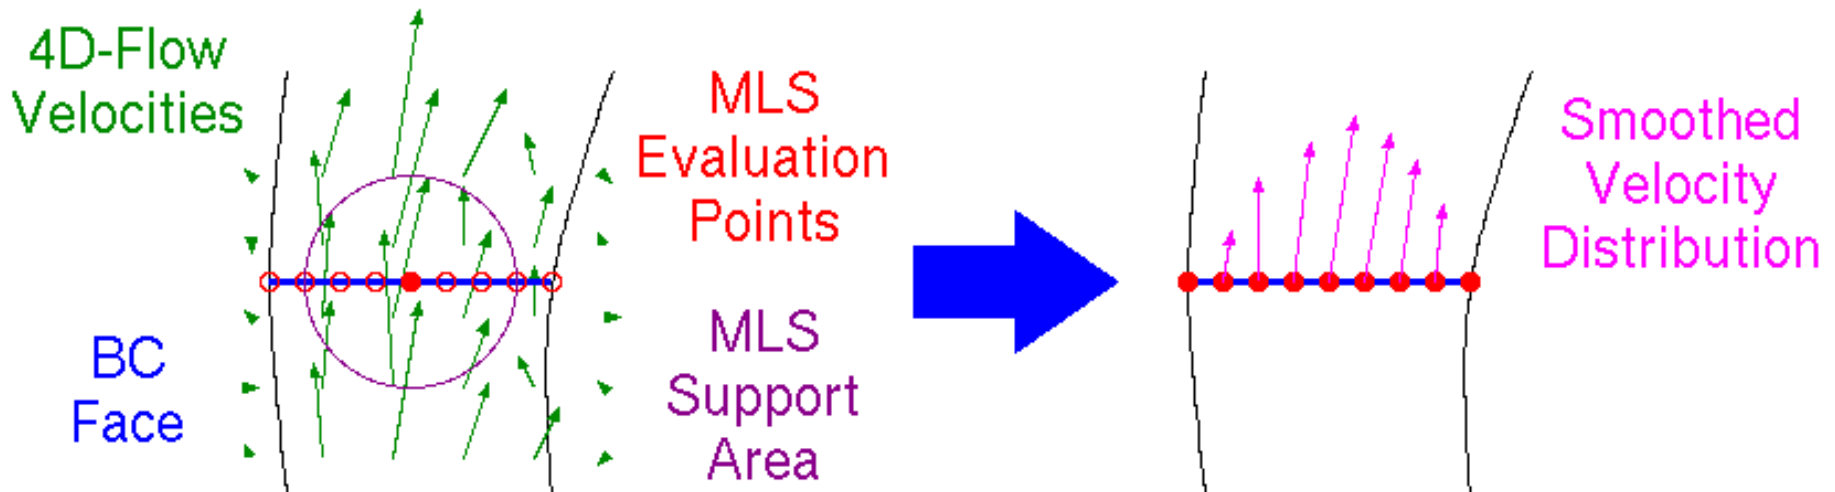 4D-Flow
Velocities
BC
Face
MLS
Evaluation
Points
MLS
Support
Area
Smoothed
Velocity
Distribution